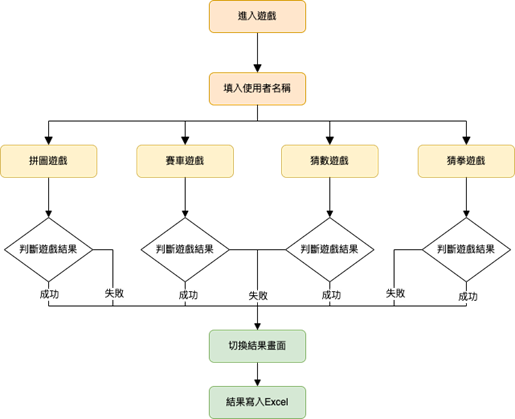 進入遊戲
填入使用者名稱
拼圖遊戲
賽車遊戲
猜數遊戲
猜拳遊戲
判斷遊戲結果
判斷遊戲結果
判斷遊戲結果
判斷遊戲結果
成功
失敗
成功
失敗
成功
失敗
成功
切換結果畫面
結果寫入Excel